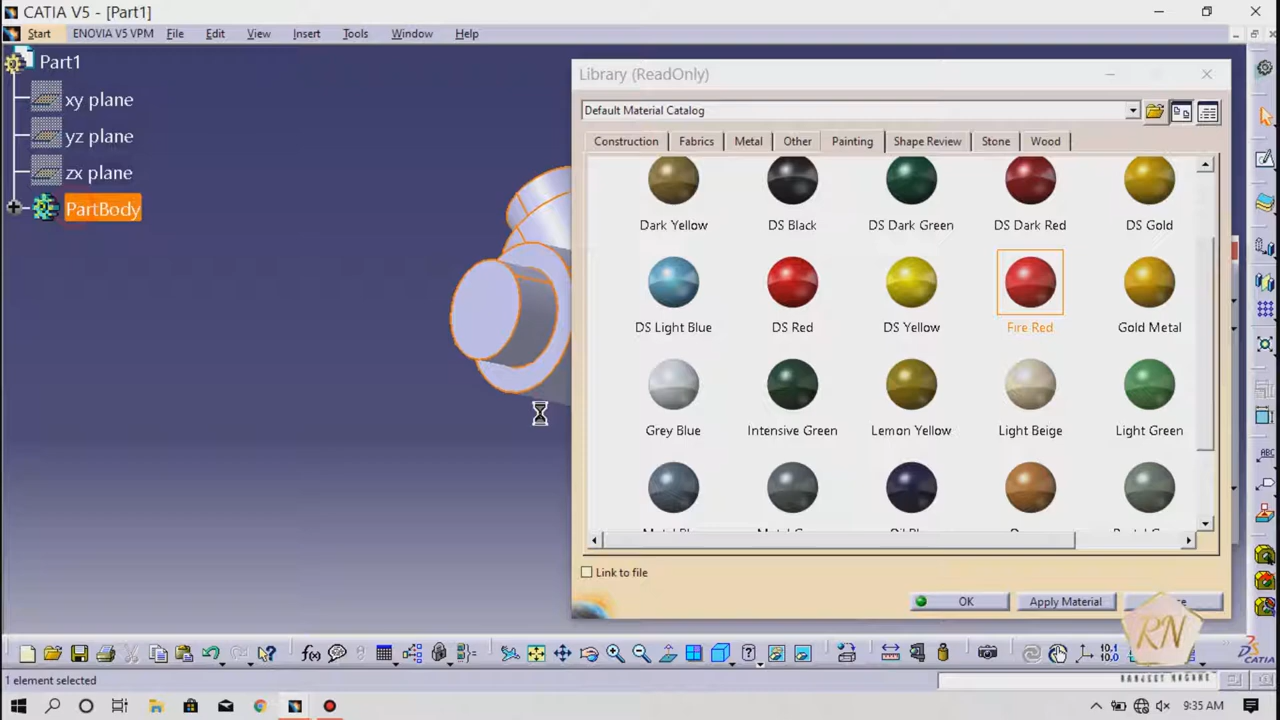 CATIA V5 - [Part1]
Start ENOVIA V5 VPM File Edit View Insert Tools Window Help
Part1
xy plane
yz plane
zx plane
PartBody
Library (ReadOnly)
Default Material Catalog
Construction Fabrics Metal Other Painting Shape Review Stone Wood
Dark Yellow DS Black DS Dark Green DS Dark Red DS Gold
DS Light Blue DS Red DS Yellow Fire Red Gold Metal
Grey Blue Intensive Green Lemon Yellow Light Beige Light Green
Link to file
OK Apply Material
RN
f(x) 10.1
CATIA
1 element selected
9:35 AM